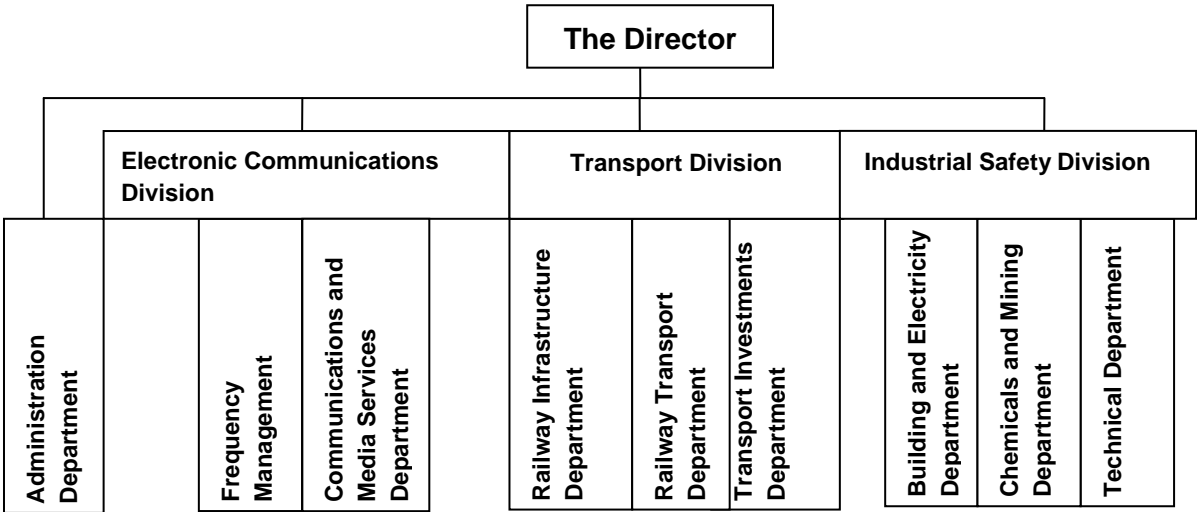 The Director
Electronic Communications
Division
Transport Division
Industrial Safety Division
Administration
Department
Frequency
Management
Communications and
Media Services
Department
Railway Infrastructure
Department
Railway Transport
Department
Transport Investments
Department
Building and Electricity
Department
Chemicals and Mining
Department
Technical Department